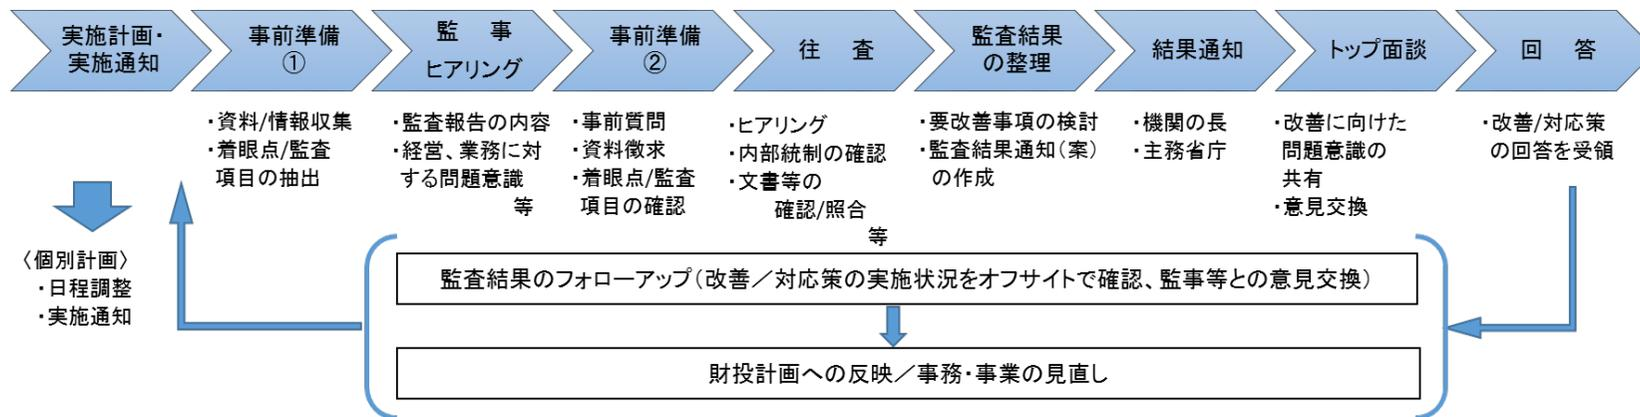 実施計画・
実施通知
事前準備
①
監　事
ヒアリング
事前準備
②
往　査
監査結果
の整理
結果通知
トップ面談
回　答
・資料/情報収集
・着眼点/監査
項目の抽出
・監査報告の内容
・経営、業務に対
する問題意識
等
・事前質問
・資料徴求
・着眼点/監査
項目の確認
・ヒアリング
・内部統制の確認
・文書等の
確認/照合
等
・要改善事項の検討
・監査結果通知（案）
の作成
・機関の長
・主務省庁
・改善に向けた
問題意識の
共有
・意見交換
・改善/対応策
の回答を受領
〈個別計画〉
・日程調整
・実施通知
監査結果のフォローアップ（改善／対応策の実施状況をオフサイトで確認、監事等との意見交換）
財投計画への反映／事務・事業の見直し